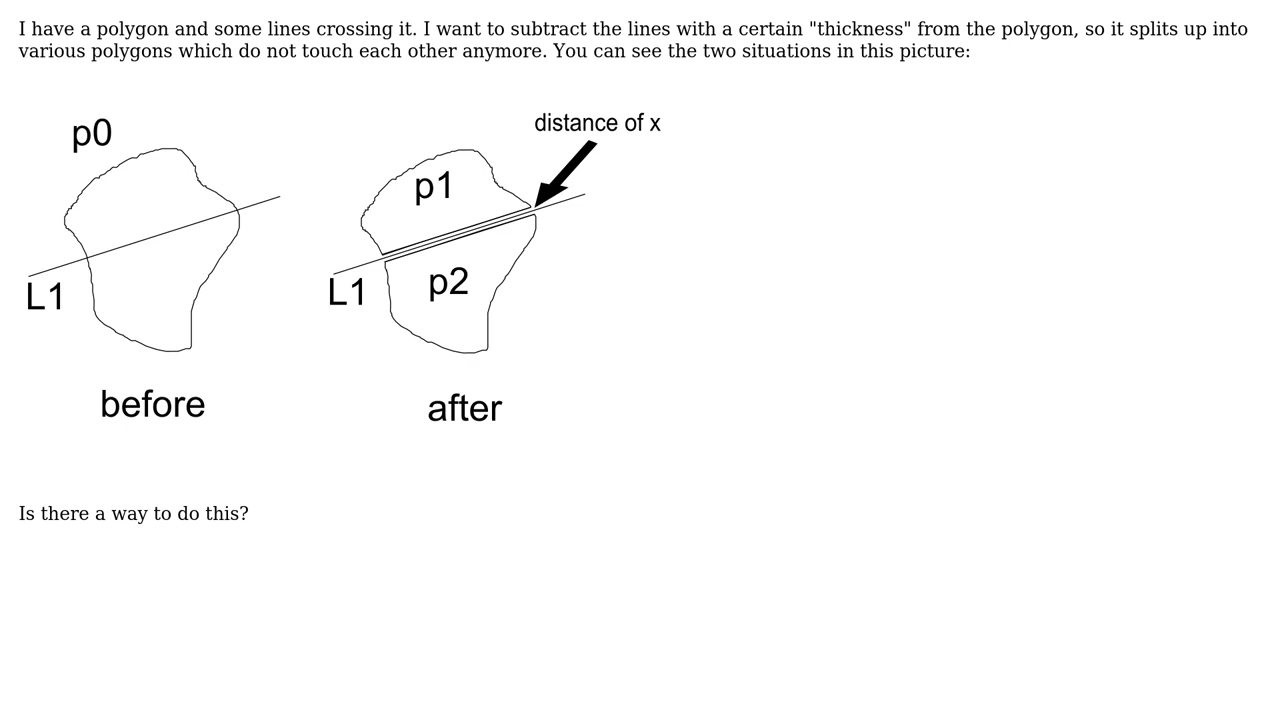 I have a polygon and some lines crossing it. I want to subtract the lines with a certain "thickness" from the polygon, so it splits up into
various polygons which do not touch each other anymore. You can see the two situations in this picture:
distance of x
p0
p1
L1
L1
p2
before
after
Is there a way to do this?